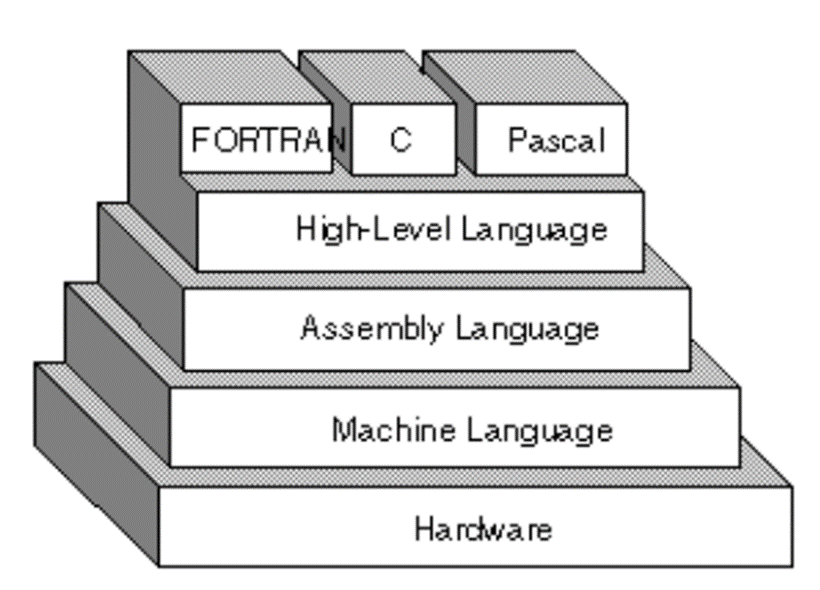 FORTRAN C Pascal
High-Level Language
Assembly Language
Machine Language
Hardware